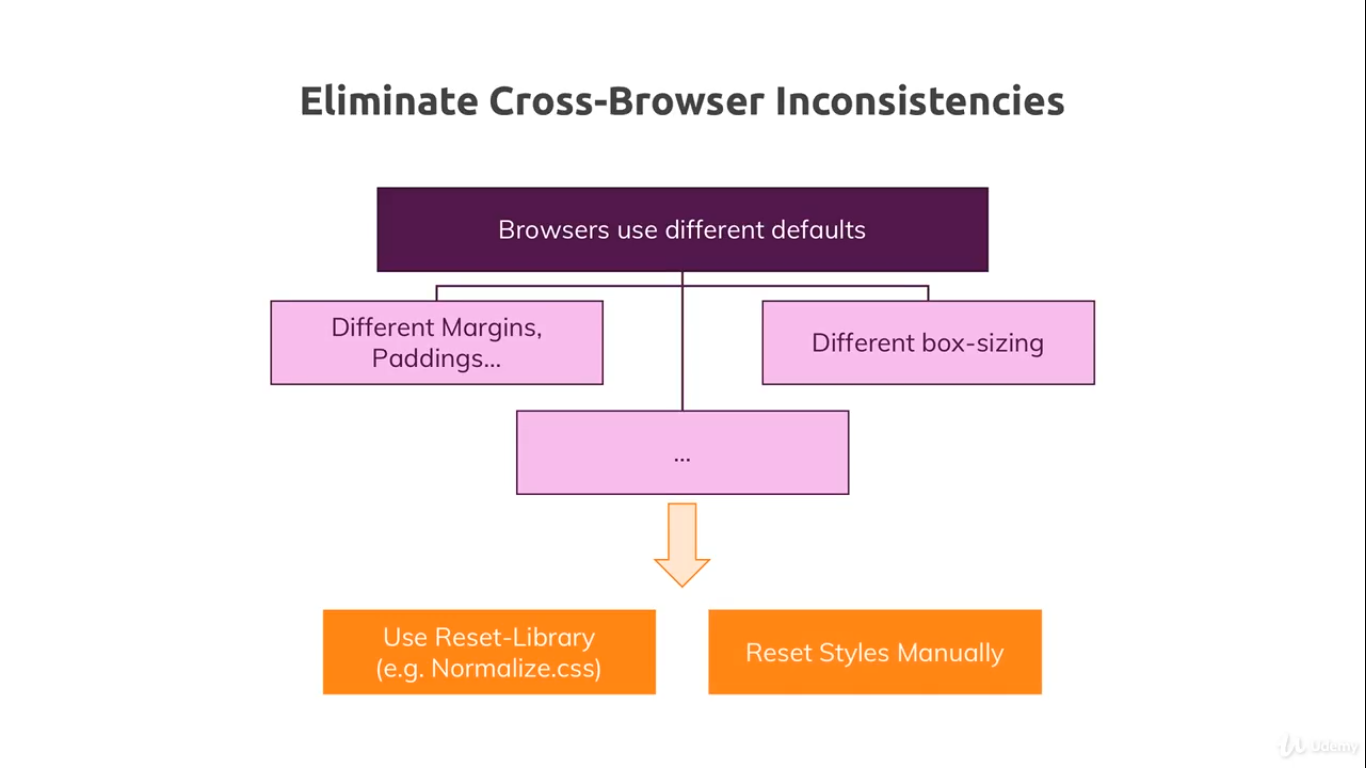 Eliminate Cross-Browser Inconsistencies
Browsers use different defaults
Different Margins,
Paddings...
Different box-sizing
...
Use Reset-Library
(e.g. Normalize.css)
Reset Styles Manually
Udemy